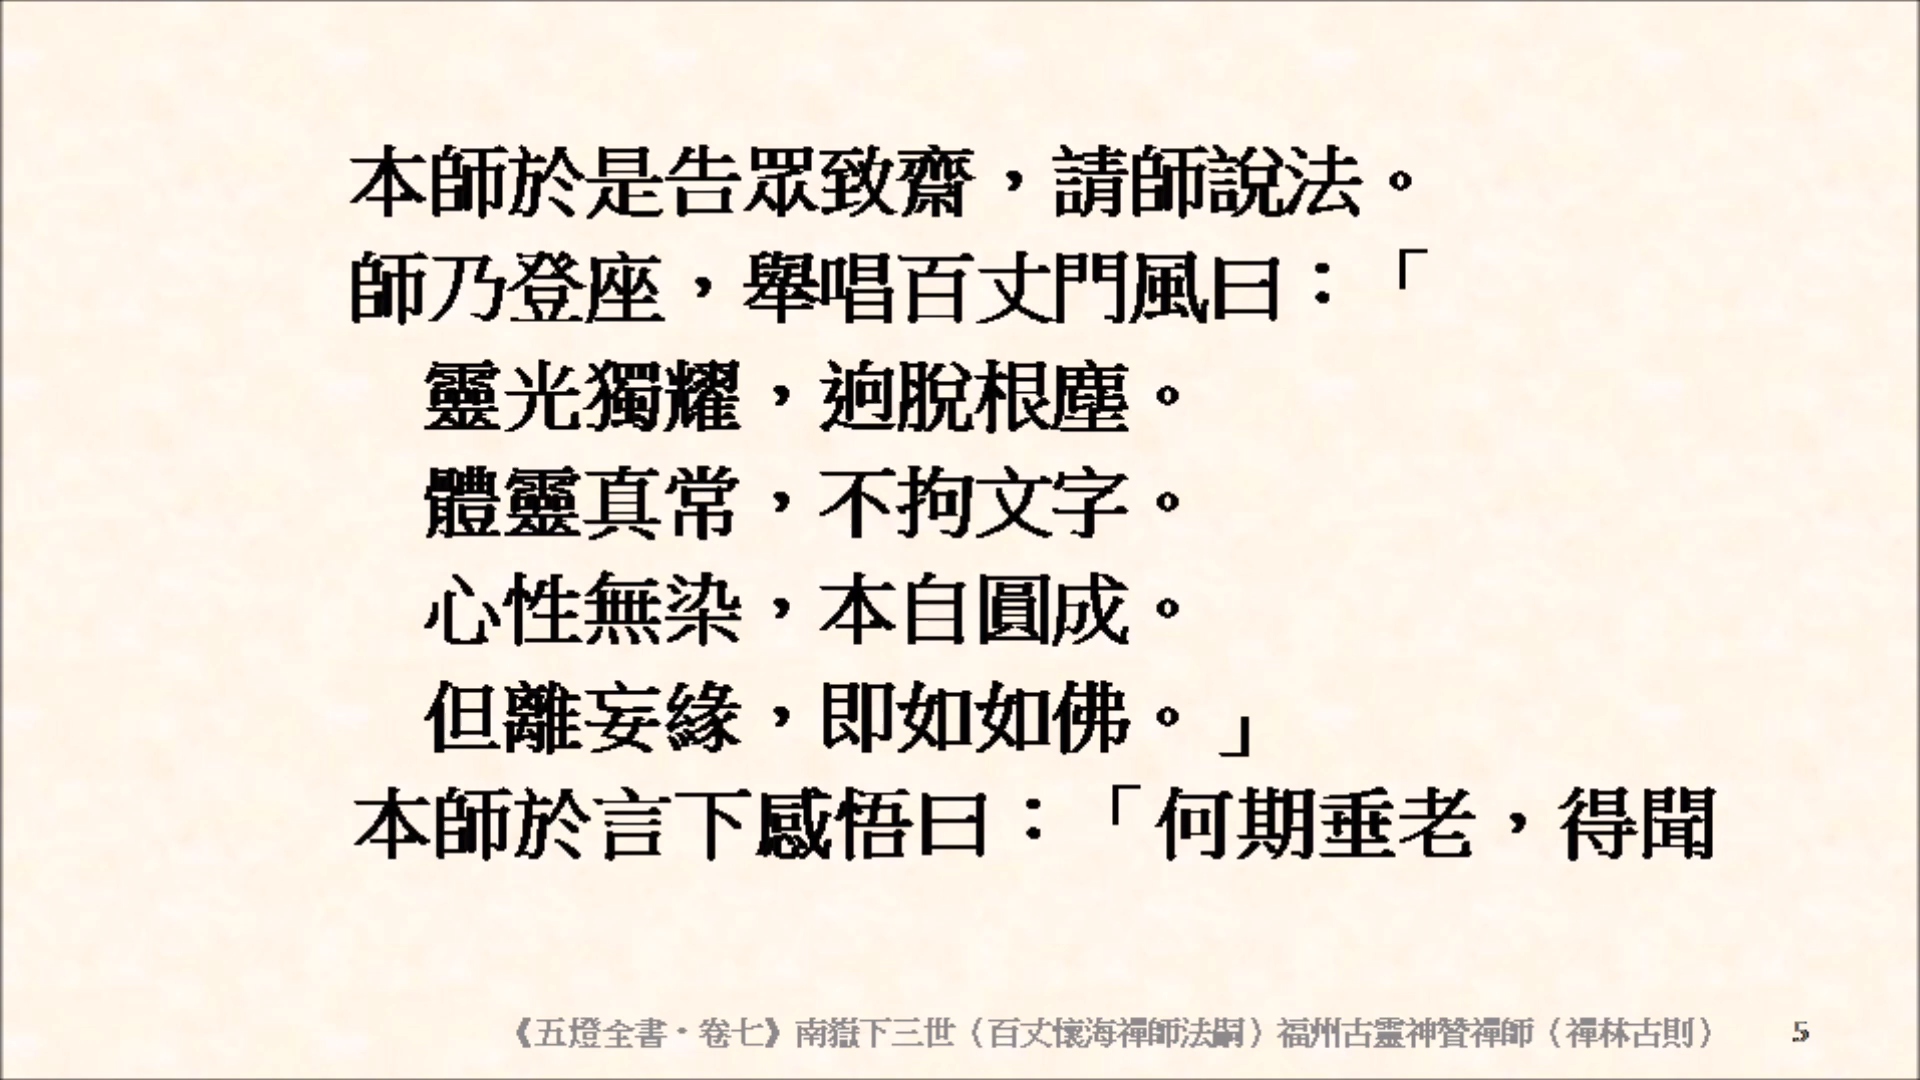 本師於是告眾致齋，請師說法。
師乃登座，舉唱百丈門風曰：「
靈光獨耀，逈脫根塵。
體靈真常，不拘文字。
心性無染，本自圓成。
但離妄緣，即如如佛。」
本師於言下感悟曰：「何期垂老，得聞
《五燈全書・卷七》南嶽下三世（百丈懷海禪師法嗣）福州古靈神贊禪師（禪林古則） 5